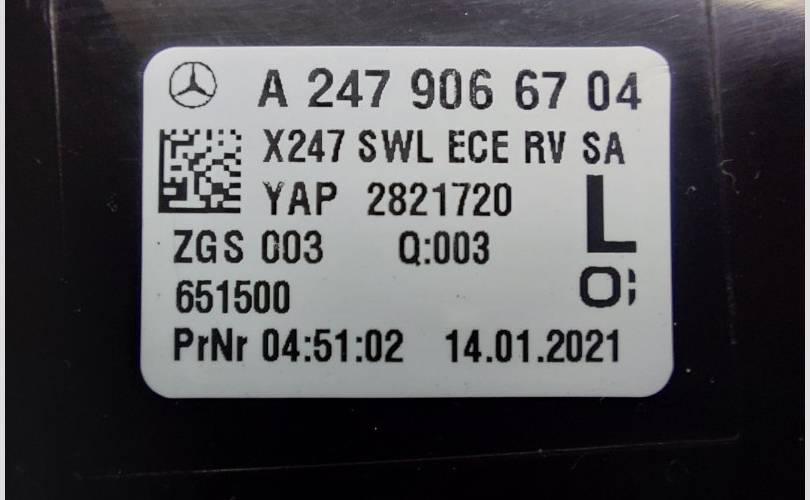 A 247 906 67 04
X247 SWL ECE RV SA
YAP 2821720
L
ZGS 003 Q:003
651500
O;
PrNr 04:51:02 14.01.2021